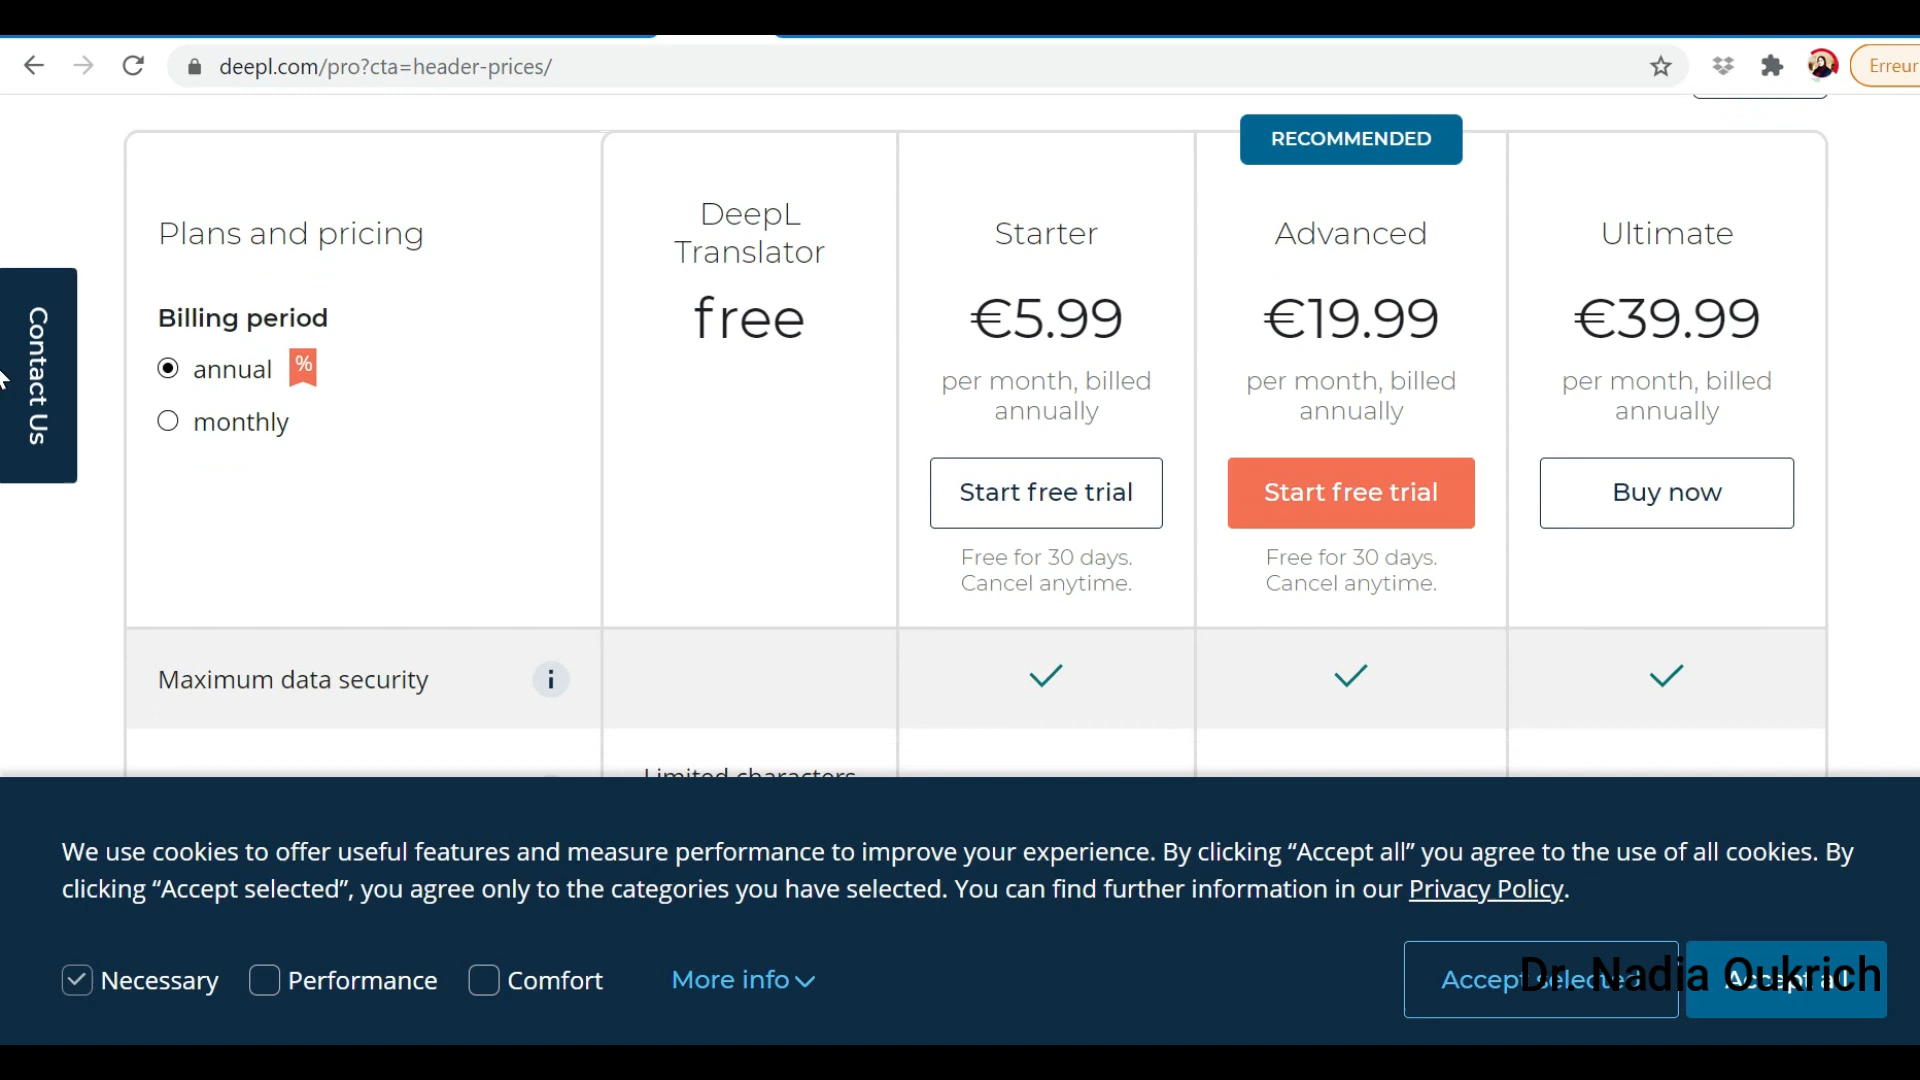 deepl.com/pro?cta=header-prices/
Erreur
RECOMMENDED
Plans and pricing
DeepL
Translator
Starter
Advanced
Ultimate
Billing period
free
€5.99
€19.99
€39.99
annual
%
monthly
per month, billed
annually
per month, billed
annually
per month, billed
annually
Contact Us
Start free trial
Start free trial
Buy now
Free for 30 days.
Cancel anytime.
Free for 30 days.
Cancel anytime.
Maximum data security
i
Limited characters
We use cookies to offer useful features and measure performance to improve your experience. By clicking “Accept all” you agree to the use of all cookies. By
clicking “Accept selected”, you agree only to the categories you have selected. You can find further information in our Privacy Policy.
Necessary
Performance
Comfort
More info
Accept selected
Accept all
Dr. Nadia Oukrich